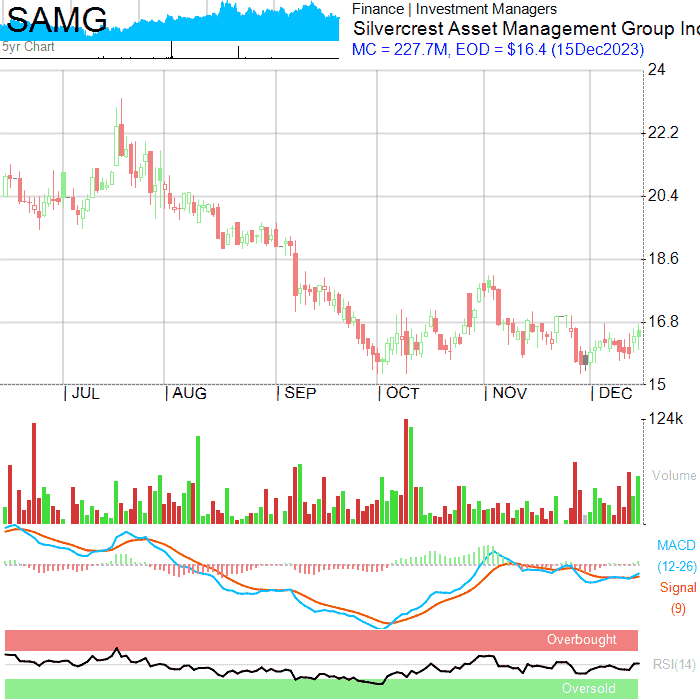 SAMG
5yr Chart
Finance | Investment Managers
Silvercrest Asset Management Group Inc
MC = 227.7M, EOD = $16.4 (15Dec2023)
24
22.2
20.4
18.6
16.8
15
| JUL | AUG | SEP | OCT | NOV | DEC
124k
Volume
MACD
(12-26)
Signal
(9)
Overbought
RSI(14)
Oversold